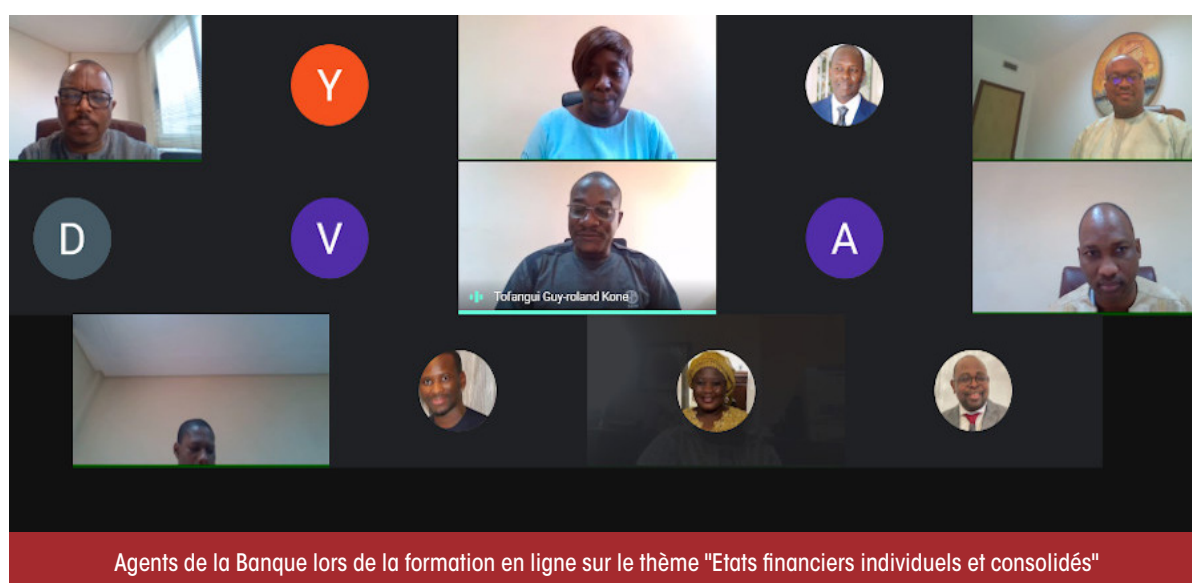 Y
D
V
A
Tofangui Guy-roland Kone
Agents de la Banque lors de la formation en ligne sur le thème "Etats financiers individuels et consolidés"